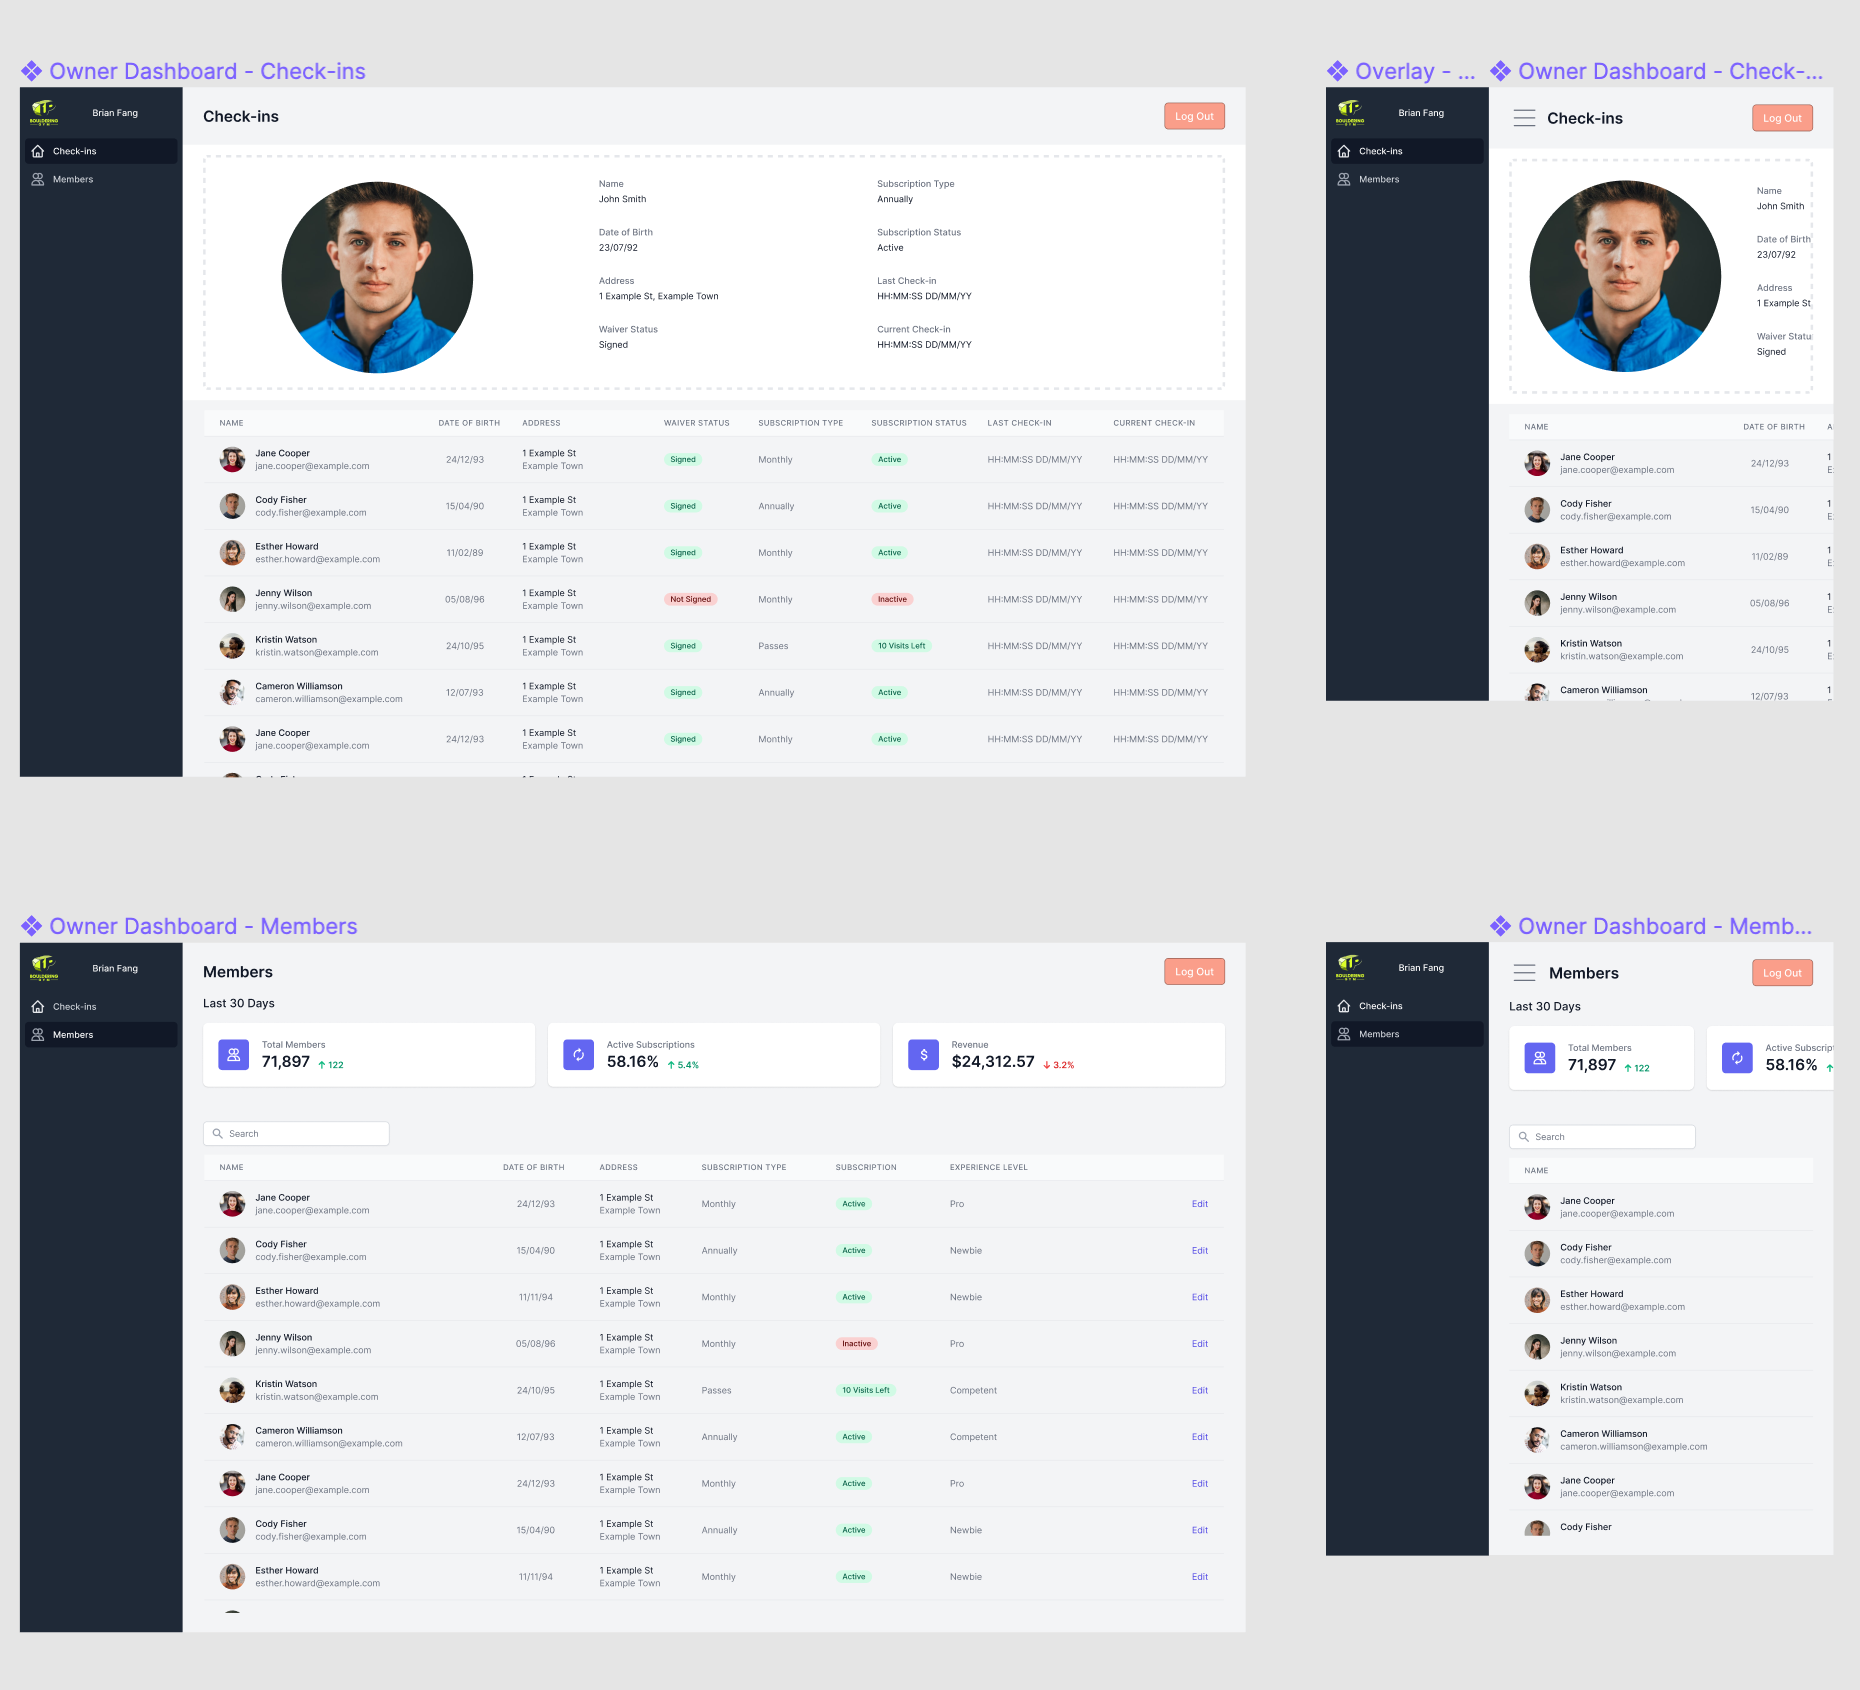 Owner Dashboard - Check-ins
BOULDERING
GYM
Brian Fang
Check-ins
Members
Check-ins
Log Out
Name
John Smith
Subscription Type
Annually
Date of Birth
23/07/92
Subscription Status
Active
Address
1 Example St, Example Town
Last Check-in
HH:MM:SS DD/MM/YY
Waiver Status
Signed
Current Check-in
HH:MM:SS DD/MM/YY
NAME DATE OF BIRTH ADDRESS WAIVER STATUS SUBSCRIPTION TYPE SUBSCRIPTION STATUS LAST CHECK-IN CURRENT CHECK-IN
Jane Cooper 1 Example St
jane.cooper@example.com 24/12/93 Example Town Signed Monthly Active HH:MM:SS DD/MM/YY HH:MM:SS DD/MM/YY
Cody Fisher 1 Example St
cody.fisher@example.com 15/04/90 Example Town Signed Annually Active HH:MM:SS DD/MM/YY HH:MM:SS DD/MM/YY
Esther Howard 1 Example St
esther.howard@example.com 11/02/89 Example Town Signed Monthly Active HH:MM:SS DD/MM/YY HH:MM:SS DD/MM/YY
Jenny Wilson 1 Example St
jenny.wilson@example.com 05/08/96 Example Town Not Signed Monthly Inactive HH:MM:SS DD/MM/YY HH:MM:SS DD/MM/YY
Kristin Watson 1 Example St
kristin.watson@example.com 24/10/95 Example Town Signed Passes 10 Visits Left HH:MM:SS DD/MM/YY HH:MM:SS DD/MM/YY
Cameron Williamson 1 Example St
cameron.williamson@example.com 12/07/93 Example Town Signed Annually Active HH:MM:SS DD/MM/YY HH:MM:SS DD/MM/YY
Jane Cooper 1 Example St
jane.cooper@example.com 24/12/93 Example Town Signed Monthly Active HH:MM:SS DD/MM/YY HH:MM:SS DD/MM/YY
Overlay - ...
Owner Dashboard - Check-...
BOULDERING
GYM
Brian Fang
Check-ins
Members
Check-ins
Log Out
Name
John Smith
Date of Birth
23/07/92
Address
1 Example St
Waiver Statu
Signed
NAME DATE OF BIRTH A
Jane Cooper 1
jane.cooper@example.com 24/12/93 E
Cody Fisher 1
cody.fisher@example.com 15/04/90 E
Esther Howard 1
esther.howard@example.com 11/02/89 E
Jenny Wilson 1
jenny.wilson@example.com 05/08/96 E
Kristin Watson 1
kristin.watson@example.com 24/10/95 E
Cameron Williamson 1
12/07/93
Owner Dashboard - Members
BOULDERING
GYM
Brian Fang
Check-ins
Members
Members
Log Out
Last 30 Days
Total Members
71,897 122
Active Subscriptions
58.16% 5.4%
Revenue
$ $24,312.57 3.2%
Search
NAME DATE OF BIRTH ADDRESS SUBSCRIPTION TYPE SUBSCRIPTION EXPERIENCE LEVEL
Jane Cooper 1 Example St
jane.cooper@example.com 24/12/93 Example Town Monthly Active Pro Edit
Cody Fisher 1 Example St
cody.fisher@example.com 15/04/90 Example Town Annually Active Newbie Edit
Esther Howard 1 Example St
esther.howard@example.com 11/11/94 Example Town Monthly Active Newbie Edit
Jenny Wilson 1 Example St
jenny.wilson@example.com 05/08/96 Example Town Monthly Inactive Pro Edit
Kristin Watson 1 Example St
kristin.watson@example.com 24/10/95 Example Town Passes 10 Visits Left Competent Edit
Cameron Williamson 1 Example St
cameron.williamson@example.com 12/07/93 Example Town Annually Active Competent Edit
Jane Cooper 1 Example St
jane.cooper@example.com 24/12/93 Example Town Monthly Active Pro Edit
Cody Fisher 1 Example St
cody.fisher@example.com 15/04/90 Example Town Annually Active Newbie Edit
Esther Howard 1 Example St
esther.howard@example.com 11/11/94 Example Town Monthly Active Newbie Edit
Owner Dashboard - Memb...
BOULDERING
GYM
Brian Fang
Check-ins
Members
Members
Log Out
Last 30 Days
Total Members
71,897 122
Active Subscript
58.16%
Search
NAME
Jane Cooper
jane.cooper@example.com
Cody Fisher
cody.fisher@example.com
Esther Howard
esther.howard@example.com
Jenny Wilson
jenny.wilson@example.com
Kristin Watson
kristin.watson@example.com
Cameron Williamson
cameron.williamson@example.com
Jane Cooper
jane.cooper@example.com
Cody Fisher